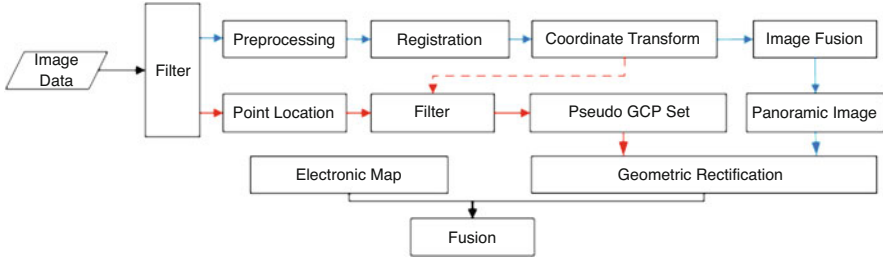 Image
Data
Filter
Preprocessing
Registration
Coordinate Transform
Image Fusion
Point Location
Filter
Pseudo GCP Set
Panoramic Image
Electronic Map
Geometric Rectification
Fusion